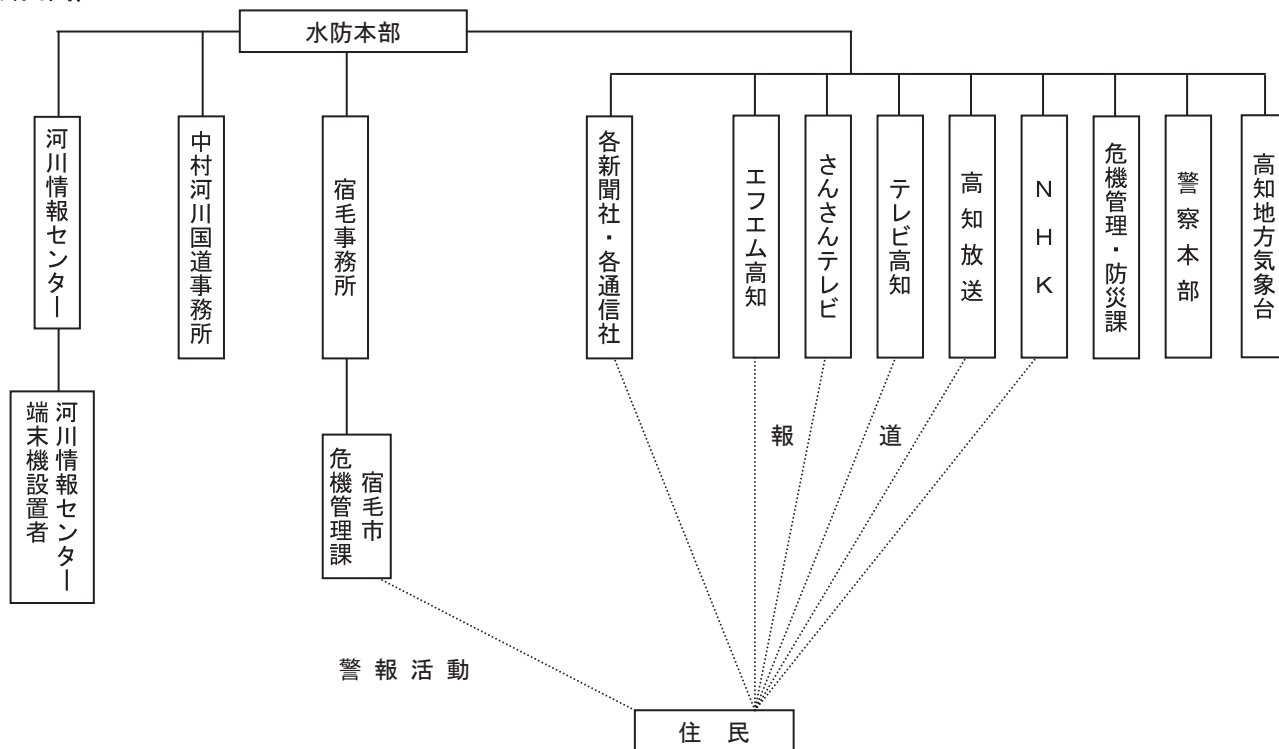 水防本部
河川情報センター
中村河川国道事務所
宿毛事務所
各新聞社・各通信社
エフエム高知
さんさんテレビ
テレビ高知
高知放送
NHK
危機管理・防災課
警察本部
高知地方気象台
河川情報センター
端末機設置者
宿毛市
危機管理課
報道
警報活動
住民